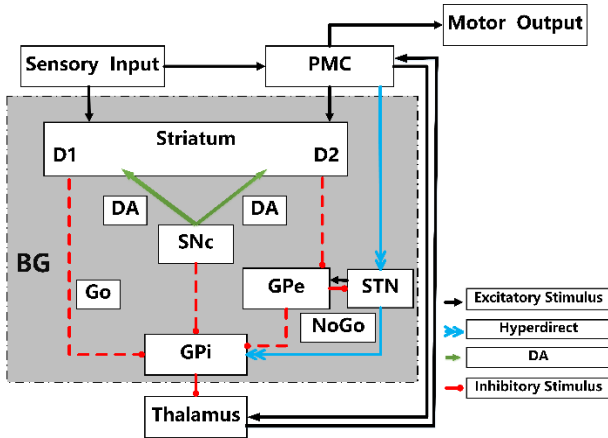 Motor Output
Sensory Input
PMC
Striatum
D1
D2
DA
DA
SNc
BG
Go
GPe
STN
NoGo
GPi
Thalamus
Excitatory Stimulus
Hyperdirect
DA
Inhibitory Stimulus